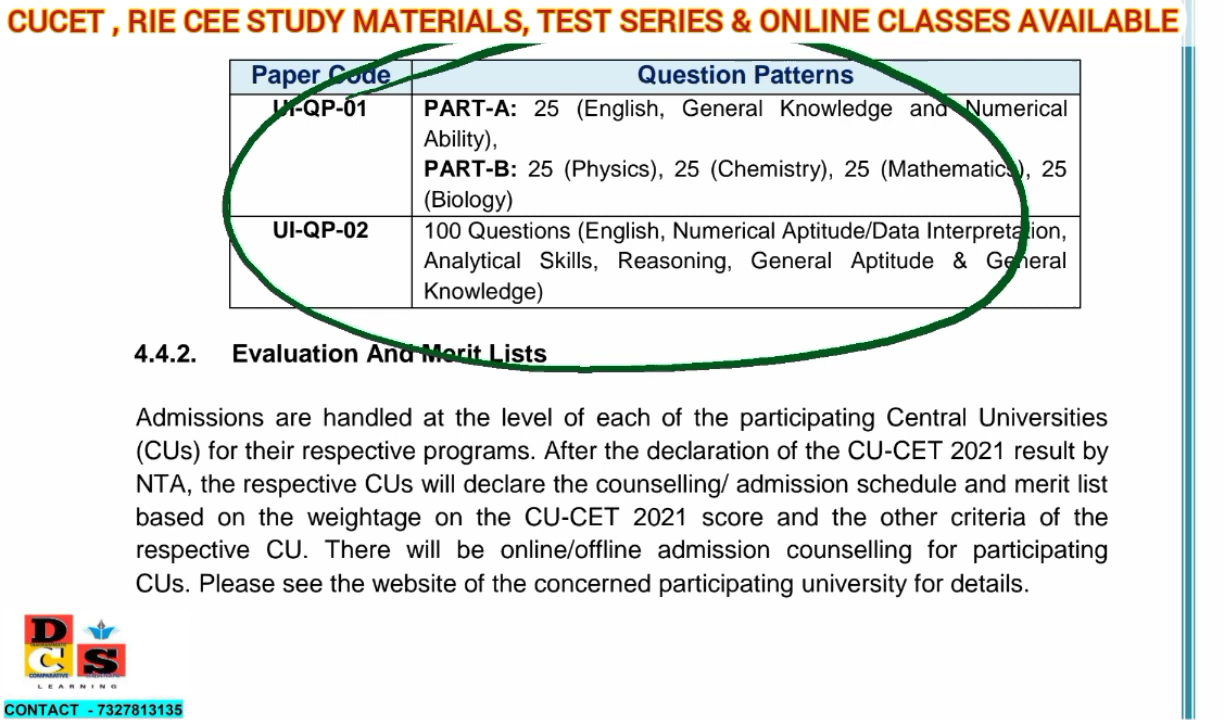 CUCET , RIE CEE STUDY MATERIALS, TEST SERIES & ONLINE CLASSES AVAILABLE
Paper Code Question Patterns
UI-QP-01 PART-A: 25 (English, General Knowledge and Numerical
Ability),
PART-B: 25 (Physics), 25 (Chemistry), 25 (Mathematics), 25
(Biology)
UI-QP-02 100 Questions (English, Numerical Aptitude/Data Interpretation,
Analytical Skills, Reasoning, General Aptitude & General
Knowledge)
4.4.2. Evaluation And Merit Lists
Admissions are handled at the level of each of the participating Central Universities
(CUs) for their respective programs. After the declaration of the CU-CET 2021 result by
NTA, the respective CUs will declare the counselling/ admission schedule and merit list
based on the weightage on the CU-CET 2021 score and the other criteria of the
respective CU. There will be online/offline admission counselling for participating
CUs. Please see the website of the concerned participating university for details.
D
C S
COMPARATIVE
LEARNING
CONTACT - 7327813135